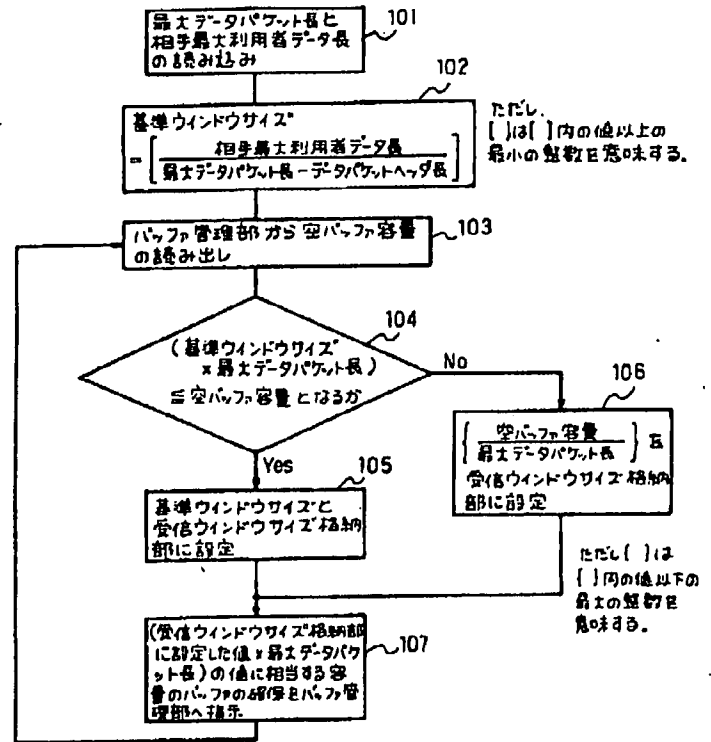 最大データパケット長と
相手最大利用者データ長
の読み込み
101
102
基準ウインドウサイズ
= [ 相手最大利用者データ長
最大データパケット長−データパケットヘッダ長 ]
ただし、
[ ]は[ ]内の値以上の
最小の整数を意味する。
バッファ管理部から空バッファ容量
の読み出し
103
104
(基準ウインドウサイズ
×最大データパケット長)
≦空バッファ容量となるか
No
Yes
106
{ 空バッファ容量
最大データパケット長 } を
受信ウインドウサイズ格納
部に設定
105
基準ウインドウサイズと
受信ウインドウサイズ格納
部に設定
ただし{ }は
{ }内の値以下の
最大の整数を
意味する。
(受信ウインドウサイズ格納部
に設定した値×最大データパケ
ット長)の値に相当する容
量のバッファの確保をバッファ管
理部へ指示
107